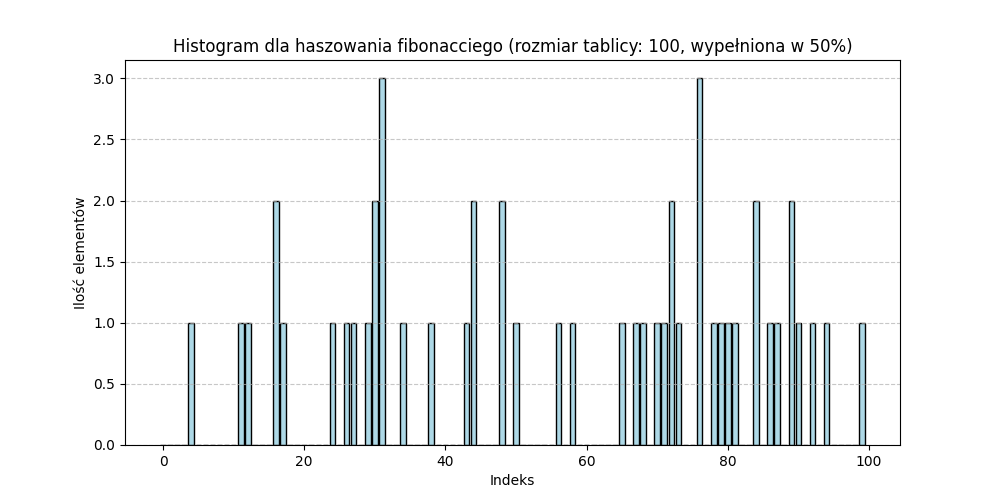 Histogram dla haszowania fibonacciego (rozmiar tablicy: 100, wypełniona w 50%)
Ilość elementów
3.0
2.5
2.0
1.5
1.0
0.5
0.0
0 20 40 60 80 100
Indeks